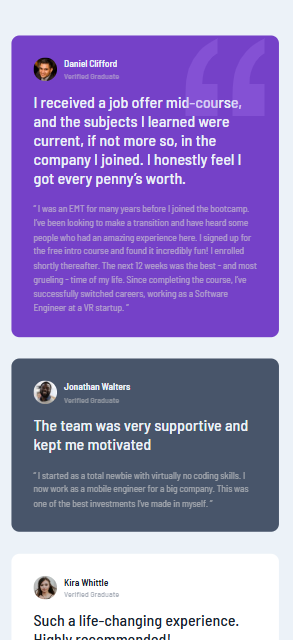 Daniel Clifford
Verified Graduate
I received a job offer mid-course,
and the subjects I learned were
current, if not more so, in the
company I joined. I honestly feel I
got every penny’s worth.
“ I was an EMT for many years before I joined the bootcamp.
I’ve been looking to make a transition and have heard some
people who had an amazing experience here. I signed up for
the free intro course and found it incredibly fun! I enrolled
shortly thereafter. The next 12 weeks was the best - and most
grueling - time of my life. Since completing the course, I’ve
successfully switched careers, working as a Software
Engineer at a VR startup. ”
Jonathan Walters
Verified Graduate
The team was very supportive and
kept me motivated
“ I started as a total newbie with virtually no coding skills. I
now work as a mobile engineer for a big company. This was
one of the best investments I’ve made in myself. ”
Kira Whittle
Verified Graduate
Such a life-changing experience.
Highly recommended!